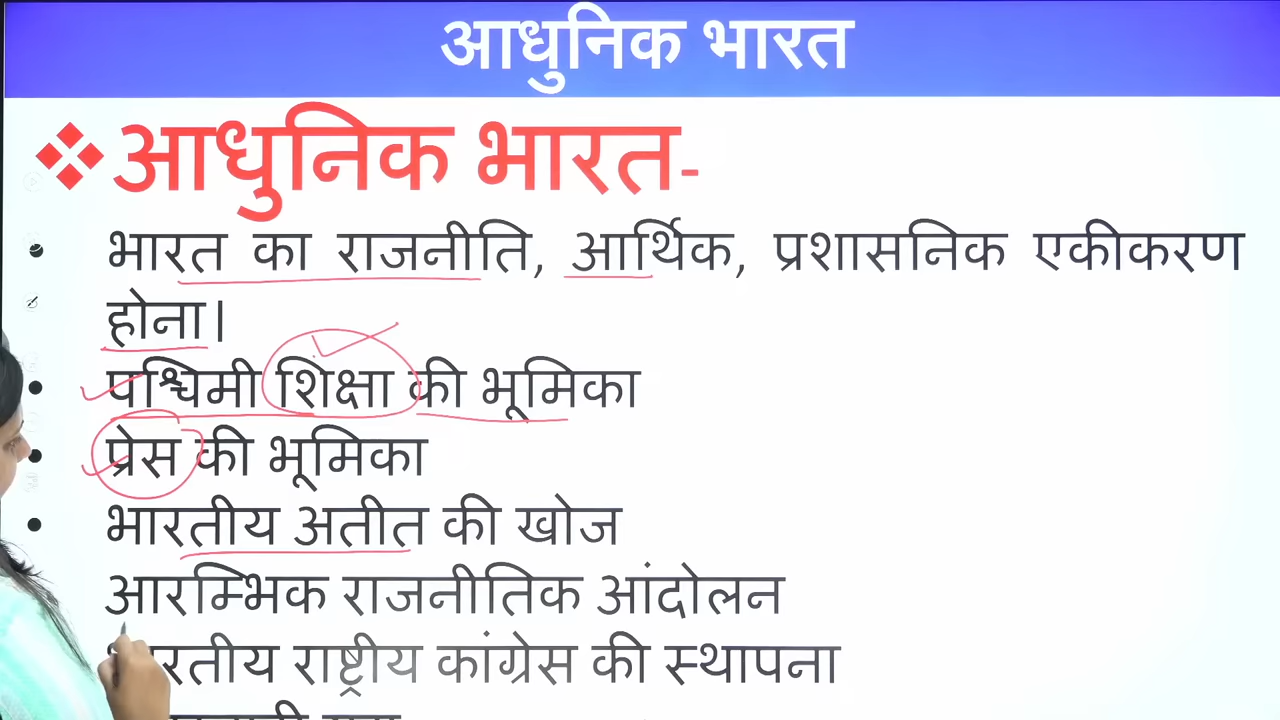 आधुनिक भारत
आधुनिक भारत-
भारत का राजनीति, आर्थिक, प्रशासनिक एकीकरण
होना।
पश्चिमी शिक्षा की भूमिका
प्रेस की भूमिका
भारतीय अतीत की खोज
आरम्भिक राजनीतिक आंदोलन
भारतीय राष्ट्रीय कांग्रेस की स्थापना